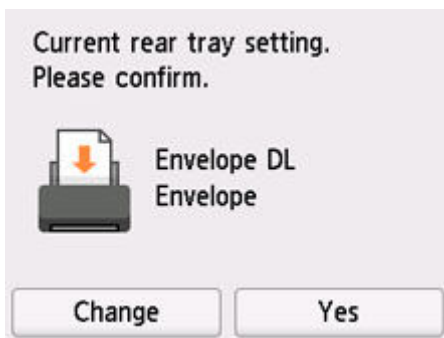 Current rear tray setting.
Please confirm.
Envelope DL
Envelope
Change
Yes